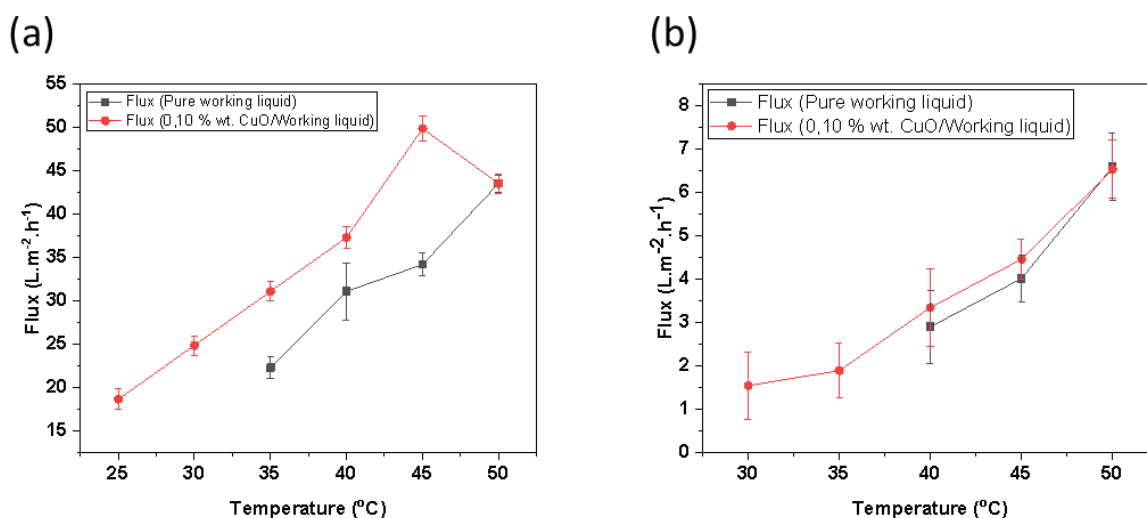 (a)
55
50
45
40
35
30
25
20
15
Flux (L.m⁻².h⁻¹)
Flux (Pure working liquid)
Flux (0,10 % wt. CuO/Working liquid)
25 30 35 40 45 50
Temperature (ºC)
(b)
8
7
6
5
4
3
2
1
0
Flux (L.m⁻².h⁻¹)
Flux (Pure working liquid)
Flux (0,10 % wt. CuO/Working liquid)
30 35 40 45 50
Temperature (ºC)